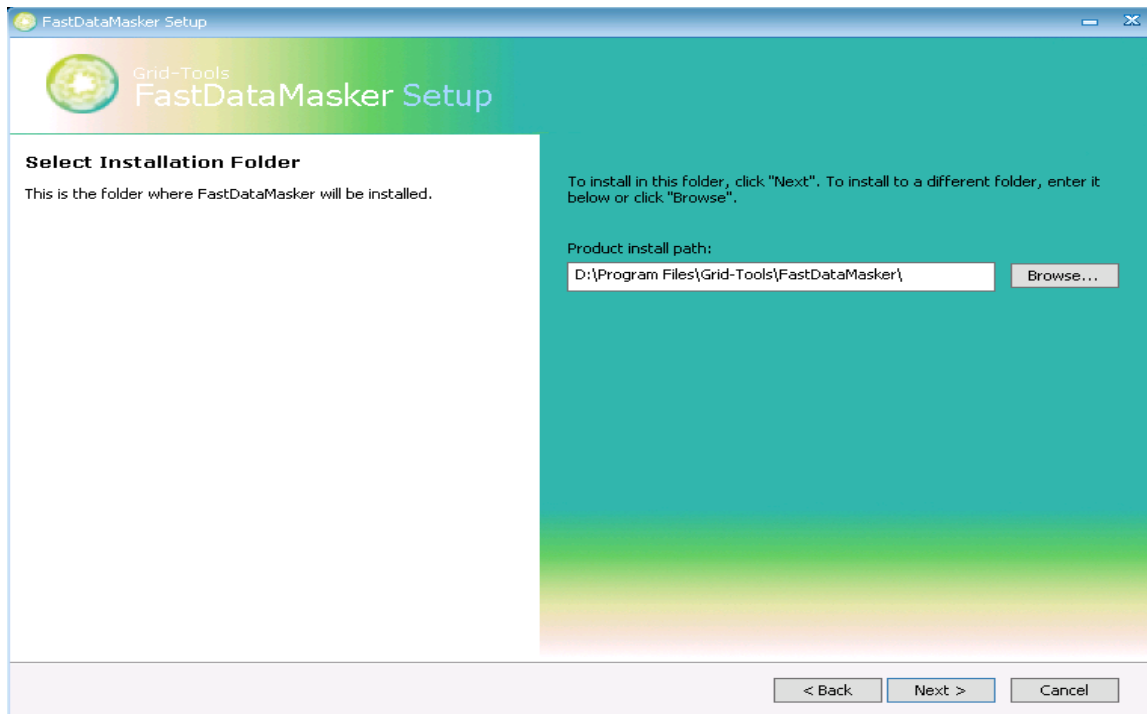 FastDataMasker Setup
Grid-Tools
FastDataMasker Setup
Select Installation Folder
This is the folder where FastDataMasker will be installed.
To install in this folder, click "Next". To install to a different folder, enter it
below or click "Browse".
Product install path:
D:\Program Files\Grid-Tools\FastDataMasker\
Browse...
< Back
Next >
Cancel